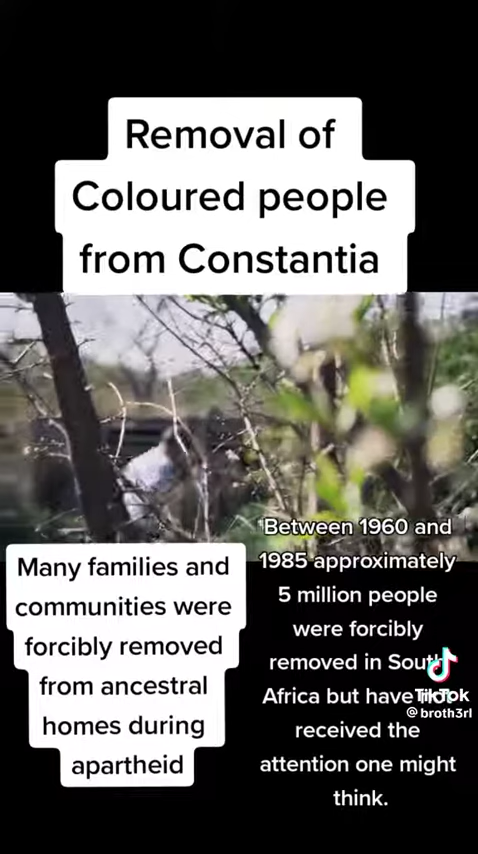 Removal of
Coloured people
from Constantia
Many families and
communities were
forcibly removed
from ancestral
homes during
apartheid
Between 1960 and
1985 approximately
5 million people
were forcibly
removed in South
Africa but have not
received the
attention one might
think.
TikTok
@broth3rl